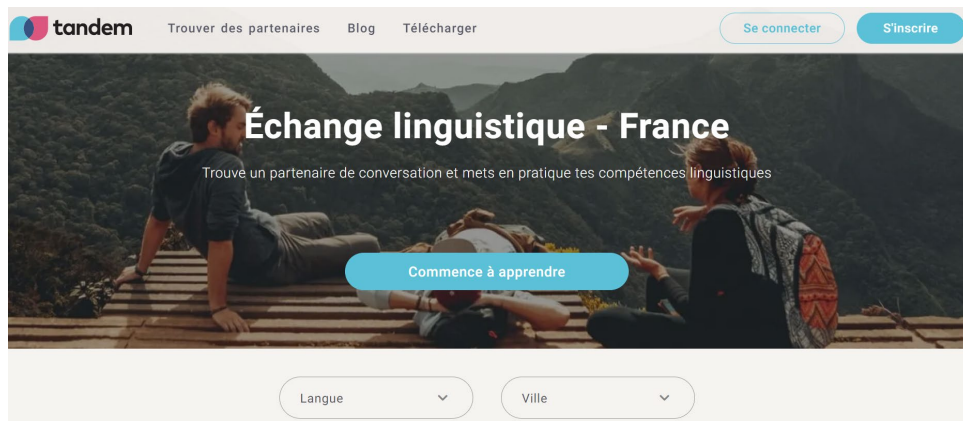 tandem Trouver des partenaires Blog Télécharger Se connecter S'inscrire
Échange linguistique - France
Trouve un partenaire de conversation et mets en pratique tes compétences linguistiques
Commence à apprendre
Langue Ville